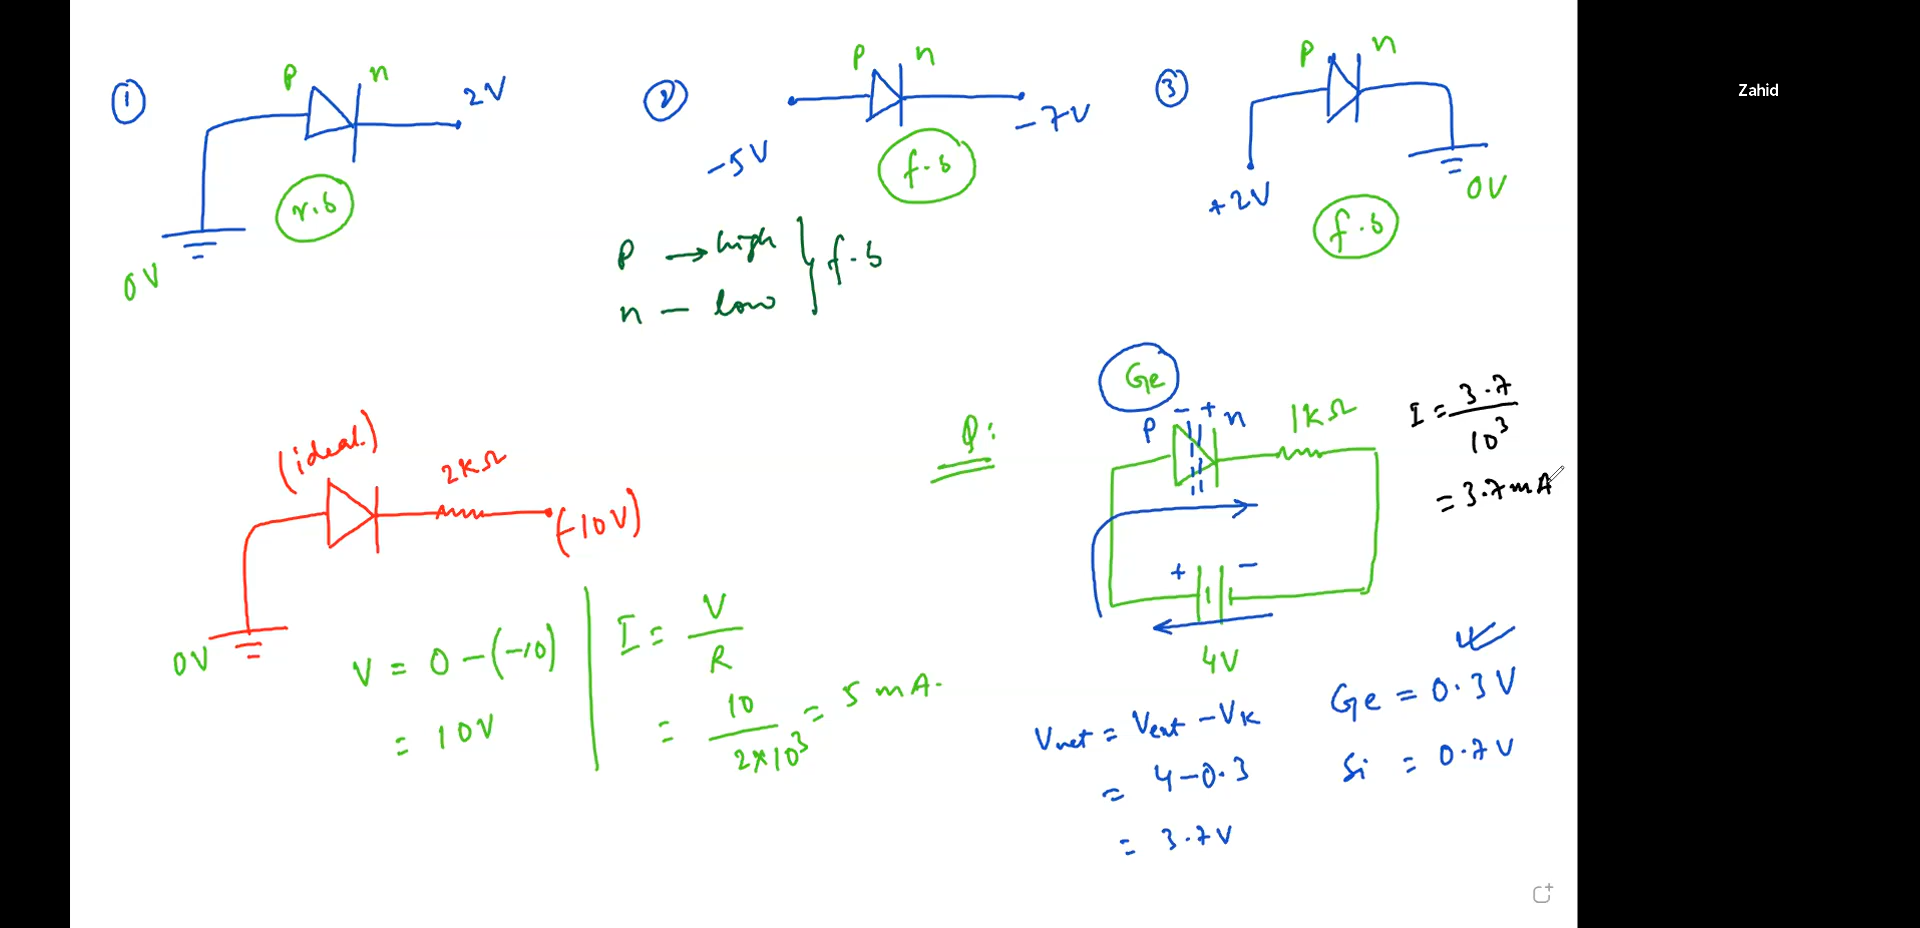 ① P n 2V
r.b
0V
② P n
-5V -7V
f.b
③ P n
+2V 0V
f.b
P → high
n — low
f.b
(ideal)
2KΩ
(-10V)
0V
V = 0 - (-10)
= 10V
I = V / R
= 10 / 2×10³ = 5 mA.
Q:
Ge
P - + n 1KΩ
+ -
4V
I = 3.7 / 10³
= 3.7 mA
Vnet = Vext - VK
= 4-0.3
= 3.7V
Ge = 0.3V
Si = 0.7V
Zahid